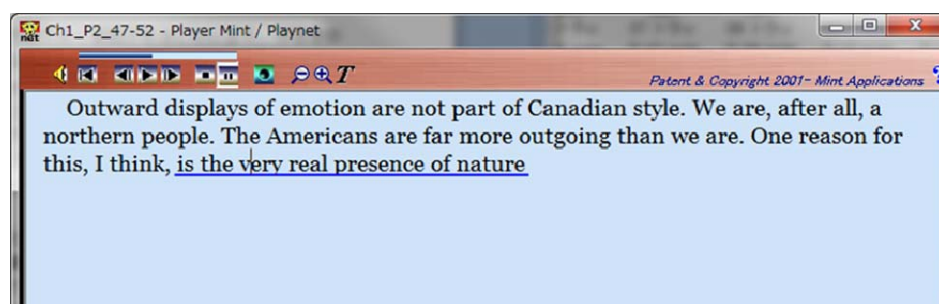 Ch1_P2_47-52 - Player Mint / Playnet
T
Patent & Copyright 2001- Mint Applications ?
Outward displays of emotion are not part of Canadian style. We are, after all, a
northern people. The Americans are far more outgoing than we are. One reason for
this, I think, is the very real presence of nature